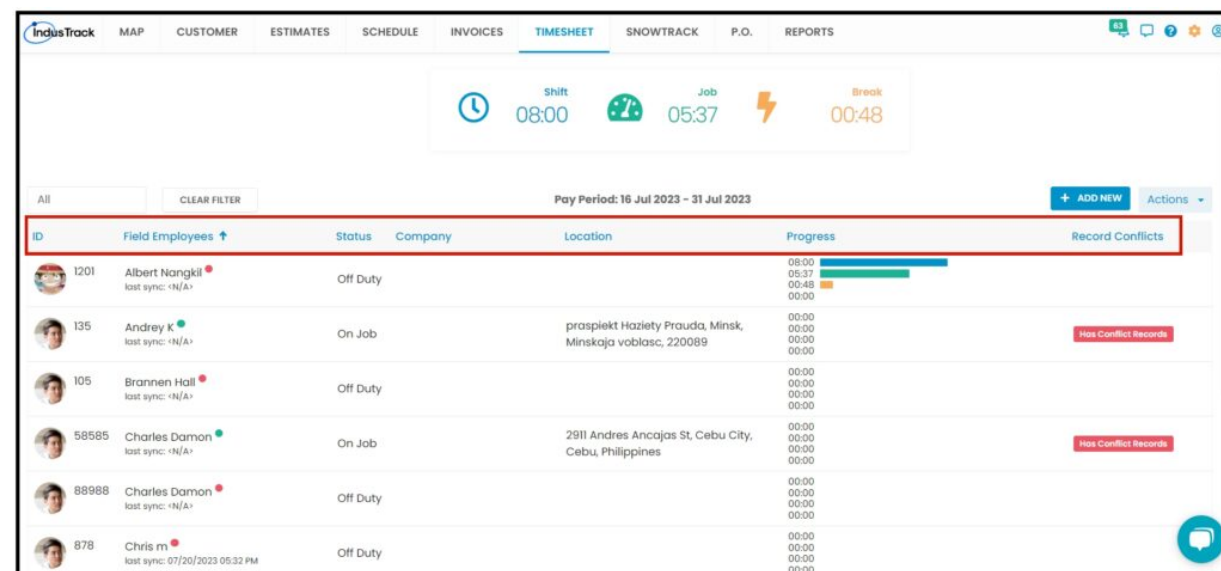 IndusTrack MAP CUSTOMER ESTIMATES SCHEDULE INVOICES TIMESHEET SNOWTRACK P.O. REPORTS 63
Shift Job Break
08:00 05:37 00:48
All CLEAR FILTER Pay Period: 16 Jul 2023 - 31 Jul 2023 + ADD NEW Actions
ID Field Employees ↑ Status Company Location Progress Record Conflicts
1201 Albert Nangkil Off Duty 08:00
last sync: <N/A> 05:37
00:48
00:00
135 Andrey K On Job praspiekt Haziety Prauda, Minsk, 00:00 Has Conflict Records
last sync: <N/A> Minskaja voblasc, 220089 00:00
00:00
00:00
105 Brannen Hall Off Duty 00:00
last sync: <N/A> 00:00
00:00
00:00
58585 Charles Damon On Job 2911 Andres Ancajas St, Cebu City, 00:00 Has Conflict Records
last sync: <N/A> Cebu, Philippines 00:00
00:00
00:00
88988 Charles Damon Off Duty 00:00
last sync: <N/A> 00:00
00:00
00:00
878 Chris m Off Duty 00:00
last sync: 07/20/2023 05:32 PM 00:00
00:00
00:00